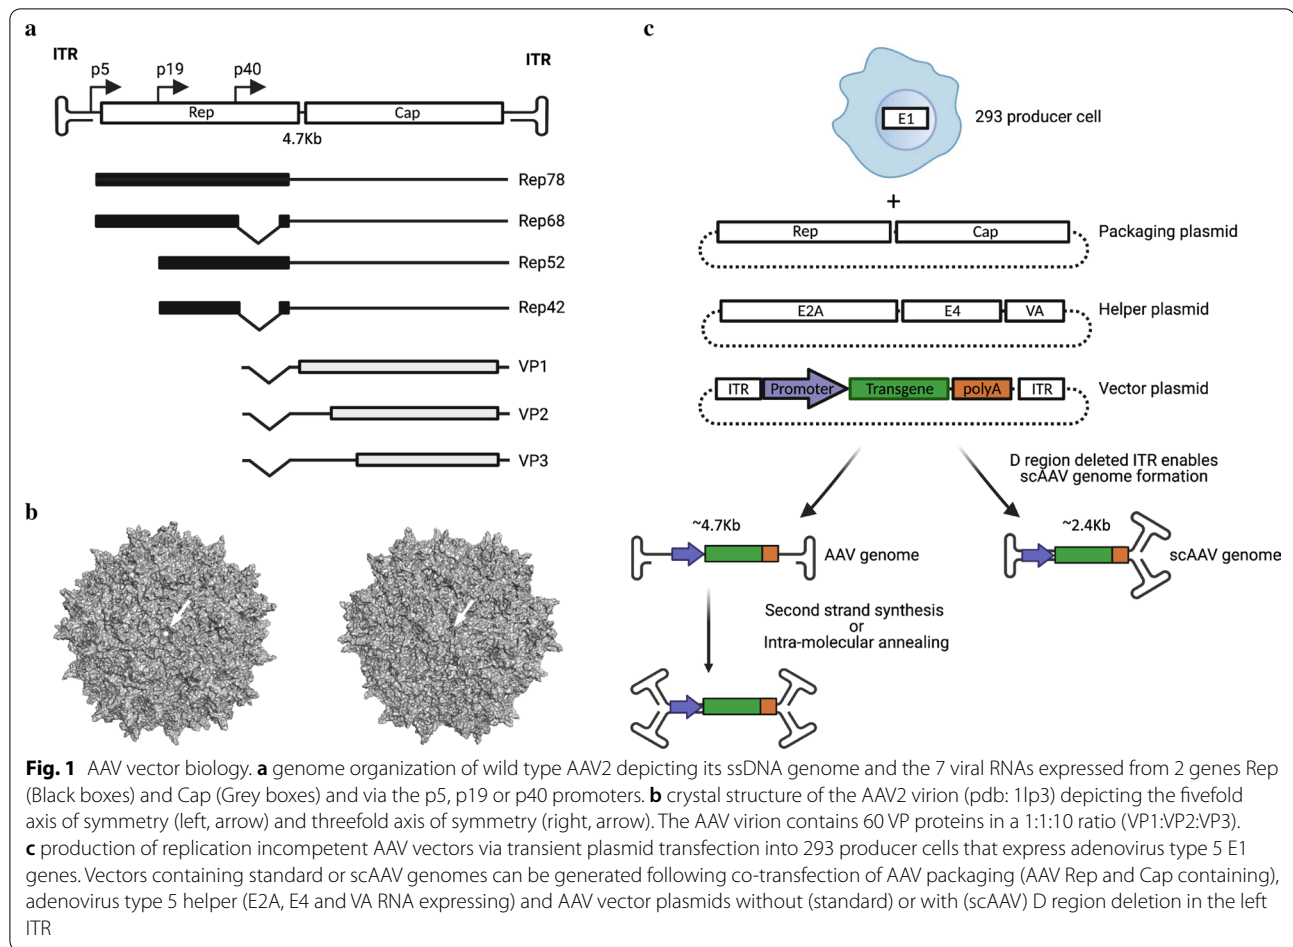 a
ITR
ITR
p5
p19
p40
Rep
Cap
4.7Kb
Rep78
Rep68
Rep52
Rep42
VP1
VP2
VP3
b
c
E1
293 producer cell
+
Rep
Cap
Packaging plasmid
E2A
E4
VA
Helper plasmid
ITR
Promoter
Transgene
polyA
ITR
Vector plasmid
D region deleted ITR enables
scAAV genome formation
~4.7Kb
AAV genome
~2.4Kb
scAAV genome
Second strand synthesis
or
Intra-molecular annealing
Fig. 1 AAV vector biology. a genome organization of wild type AAV2 depicting its ssDNA genome and the 7 viral RNAs expressed from 2 genes Rep
(Black boxes) and Cap (Grey boxes) and via the p5, p19 or p40 promoters. b crystal structure of the AAV2 virion (pdb: 1lp3) depicting the fivefold
axis of symmetry (left, arrow) and threefold axis of symmetry (right, arrow). The AAV virion contains 60 VP proteins in a 1:1:10 ratio (VP1:VP2:VP3).
c production of replication incompetent AAV vectors via transient plasmid transfection into 293 producer cells that express adenovirus type 5 E1
genes. Vectors containing standard or scAAV genomes can be generated following co-transfection of AAV packaging (AAV Rep and Cap containing),
adenovirus type 5 helper (E2A, E4 and VA RNA expressing) and AAV vector plasmids without (standard) or with (scAAV) D region deletion in the left
ITR